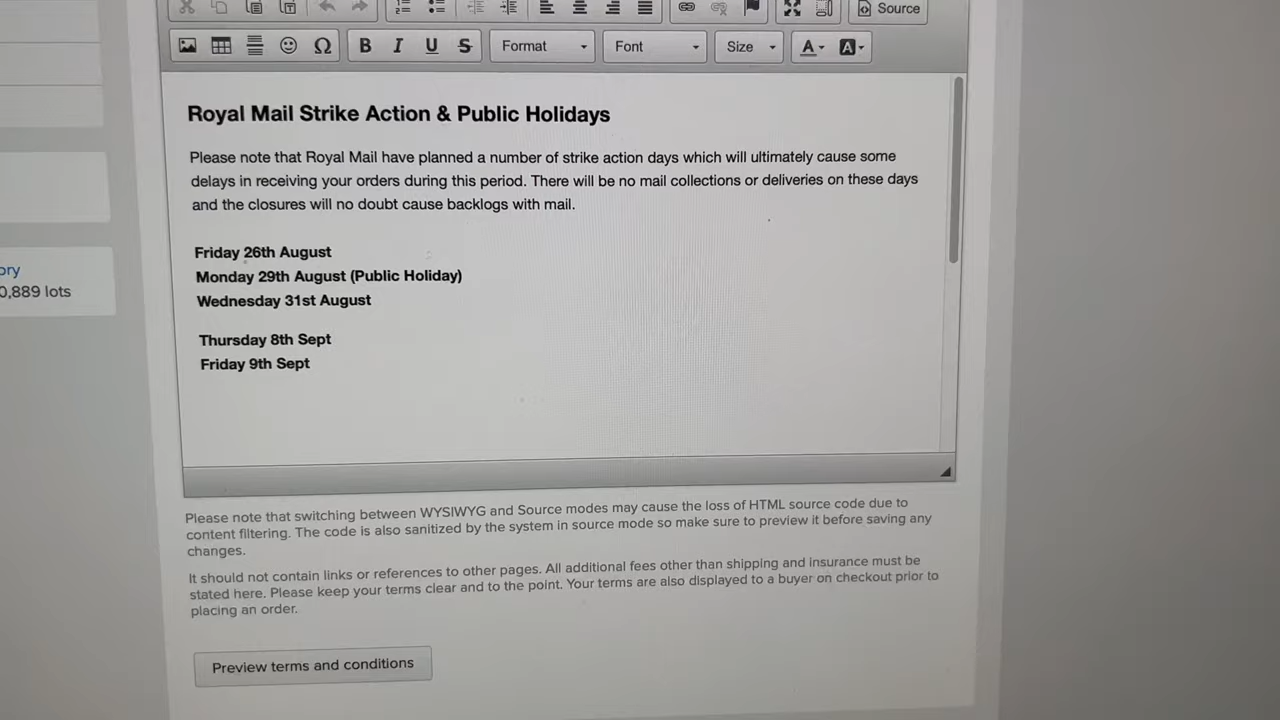 Source
B I U S Format Font Size A A
Royal Mail Strike Action & Public Holidays
Please note that Royal Mail have planned a number of strike action days which will ultimately cause some
delays in receiving your orders during this period. There will be no mail collections or deliveries on these days
and the closures will no doubt cause backlogs with mail.
Friday 26th August
Monday 29th August (Public Holiday)
ory
Wednesday 31st August
0,889 lots
Thursday 8th Sept
Friday 9th Sept
Please note that switching between WYSIWYG and Source modes may cause the loss of HTML source code due to
content filtering. The code is also sanitized by the system in source mode so make sure to preview it before saving any
changes.
It should not contain links or references to other pages. All additional fees other than shipping and insurance must be
stated here. Please keep your terms clear and to the point. Your terms are also displayed to a buyer on checkout prior to
placing an order.
Preview terms and conditions